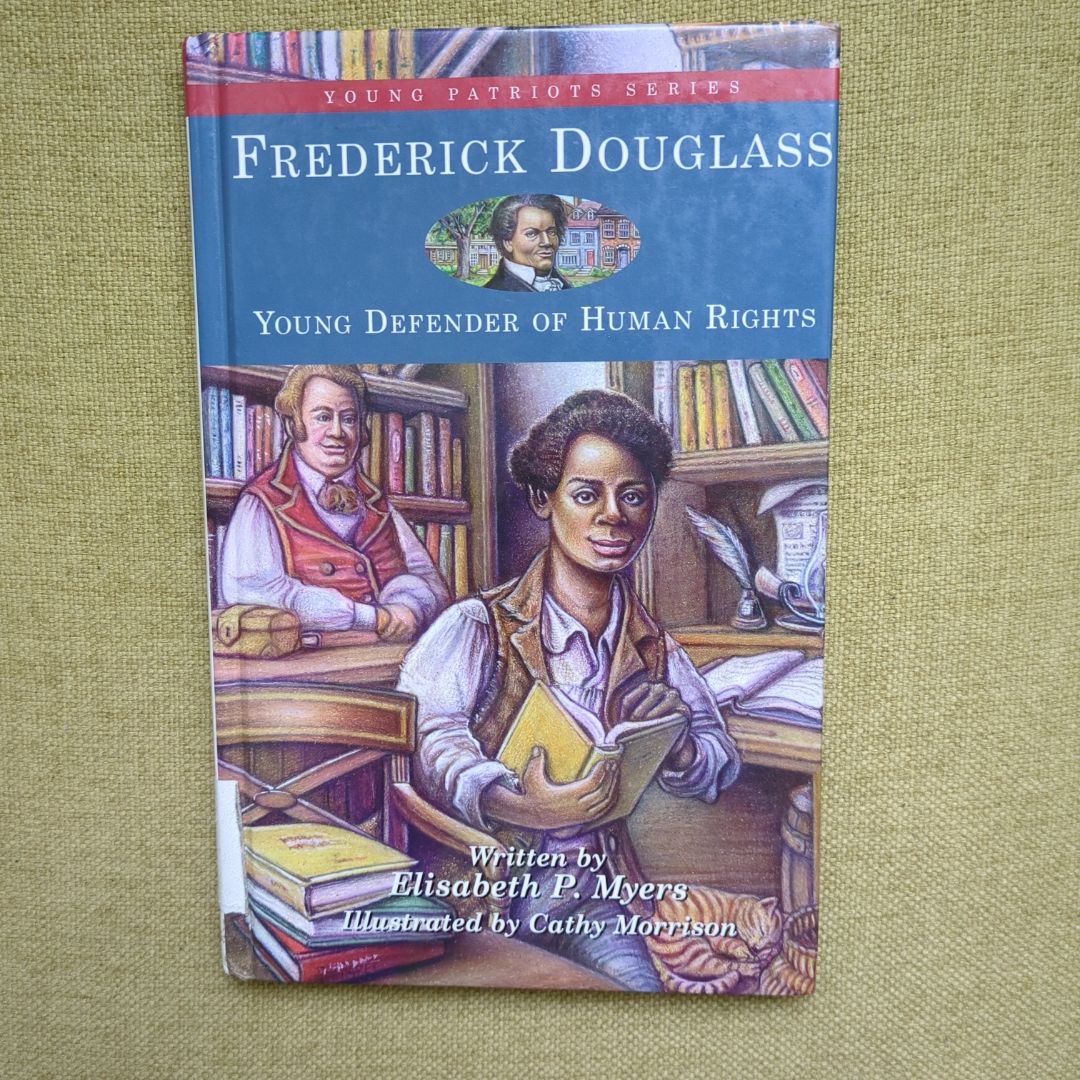 YOUNG PATRIOTS SERIES
FREDERICK DOUGLASS
YOUNG DEFENDER OF HUMAN RIGHTS
Written by
Elisabeth P. Myers
Illustrated by Cathy Morrison